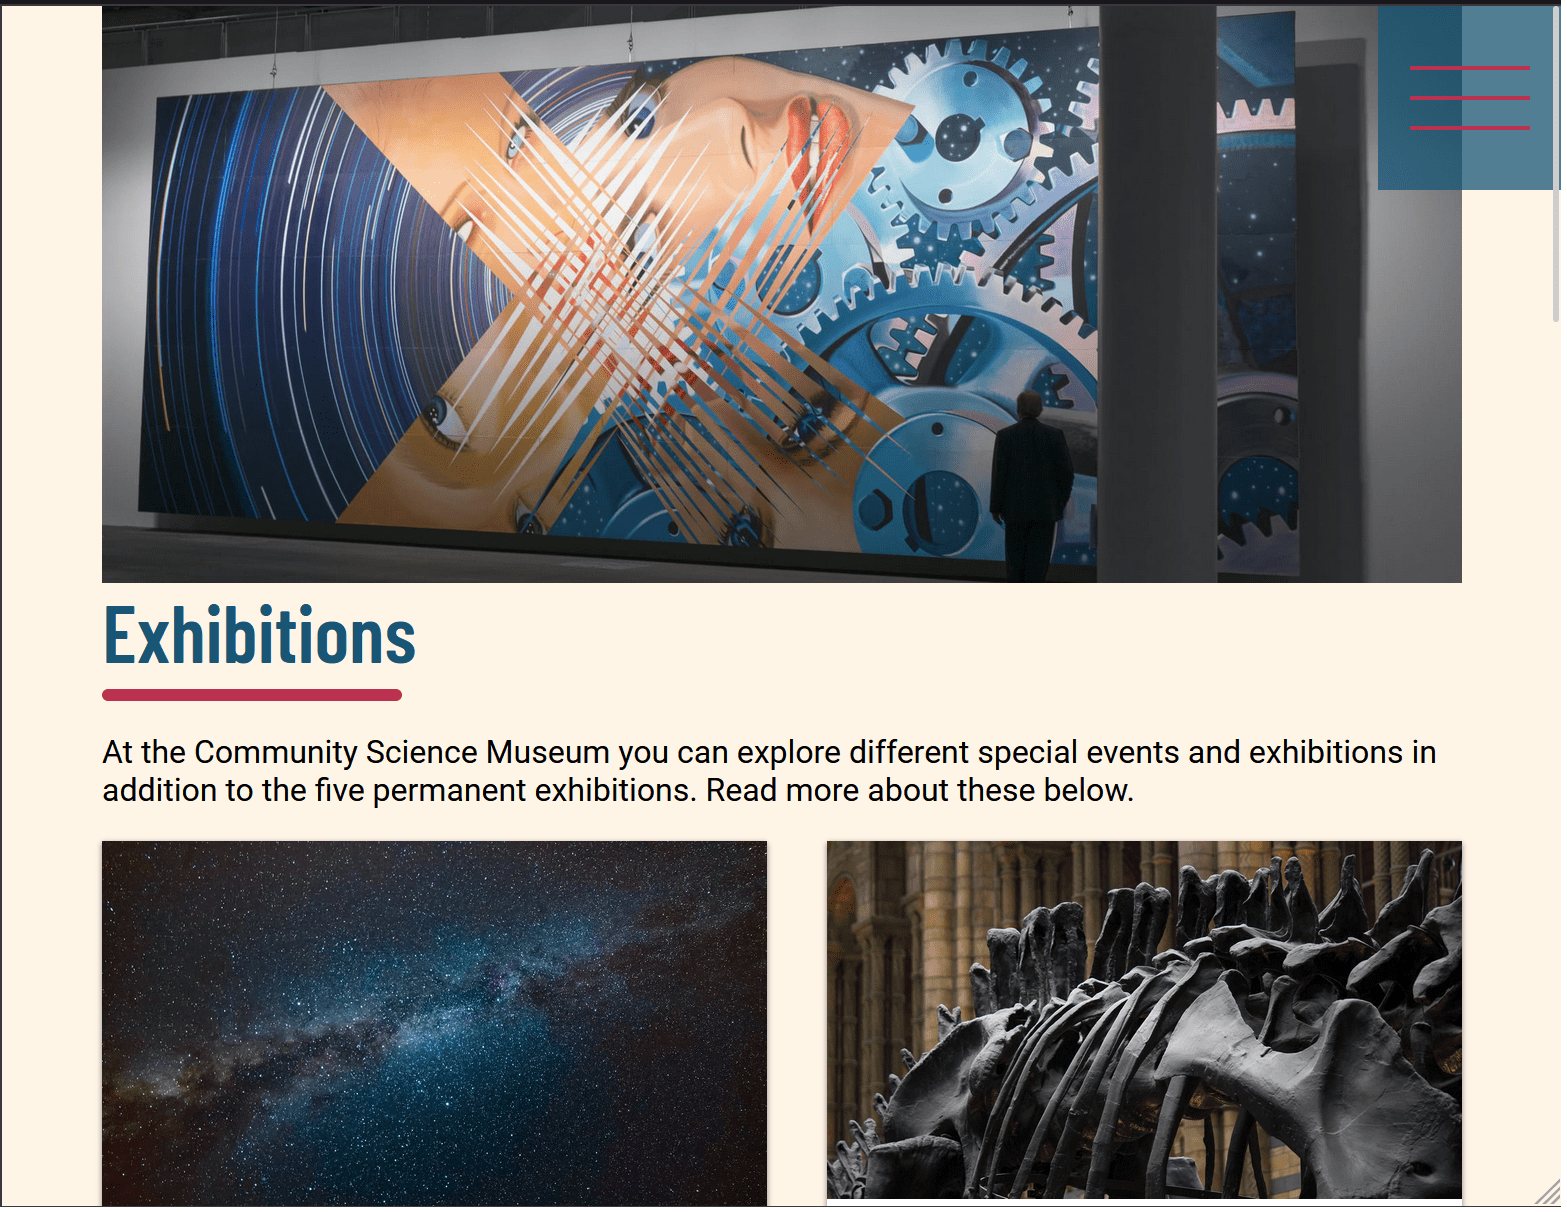 Exhibitions
At the Community Science Museum you can explore different special events and exhibitions in
addition to the five permanent exhibitions. Read more about these below.